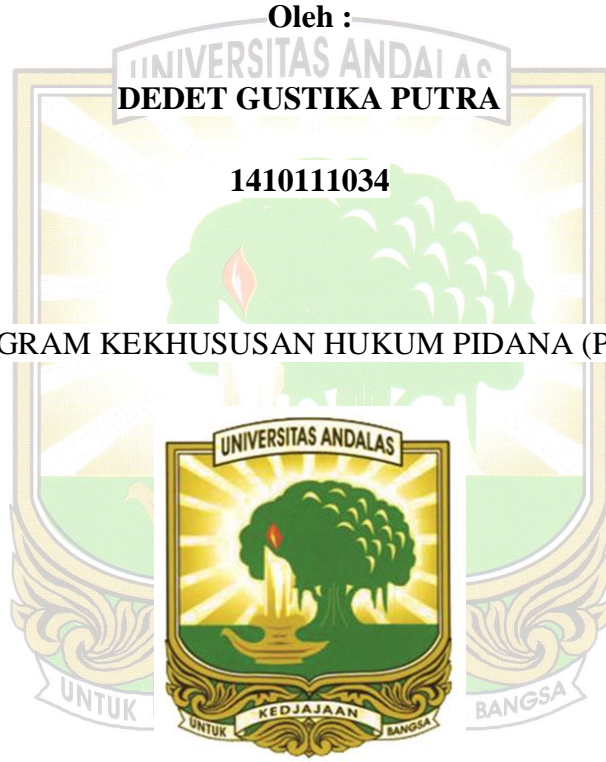 Oleh :
UNIVERSITAS ANDALAS
DEDET GUSTIKA PUTRA
1410111034
GRAM KEKHUSUSAN HUKUM PIDANA (P
UNIVERSITAS ANDALAS
UNTUK KEDJAJAAN BANGSA
UNTUK BANGSA